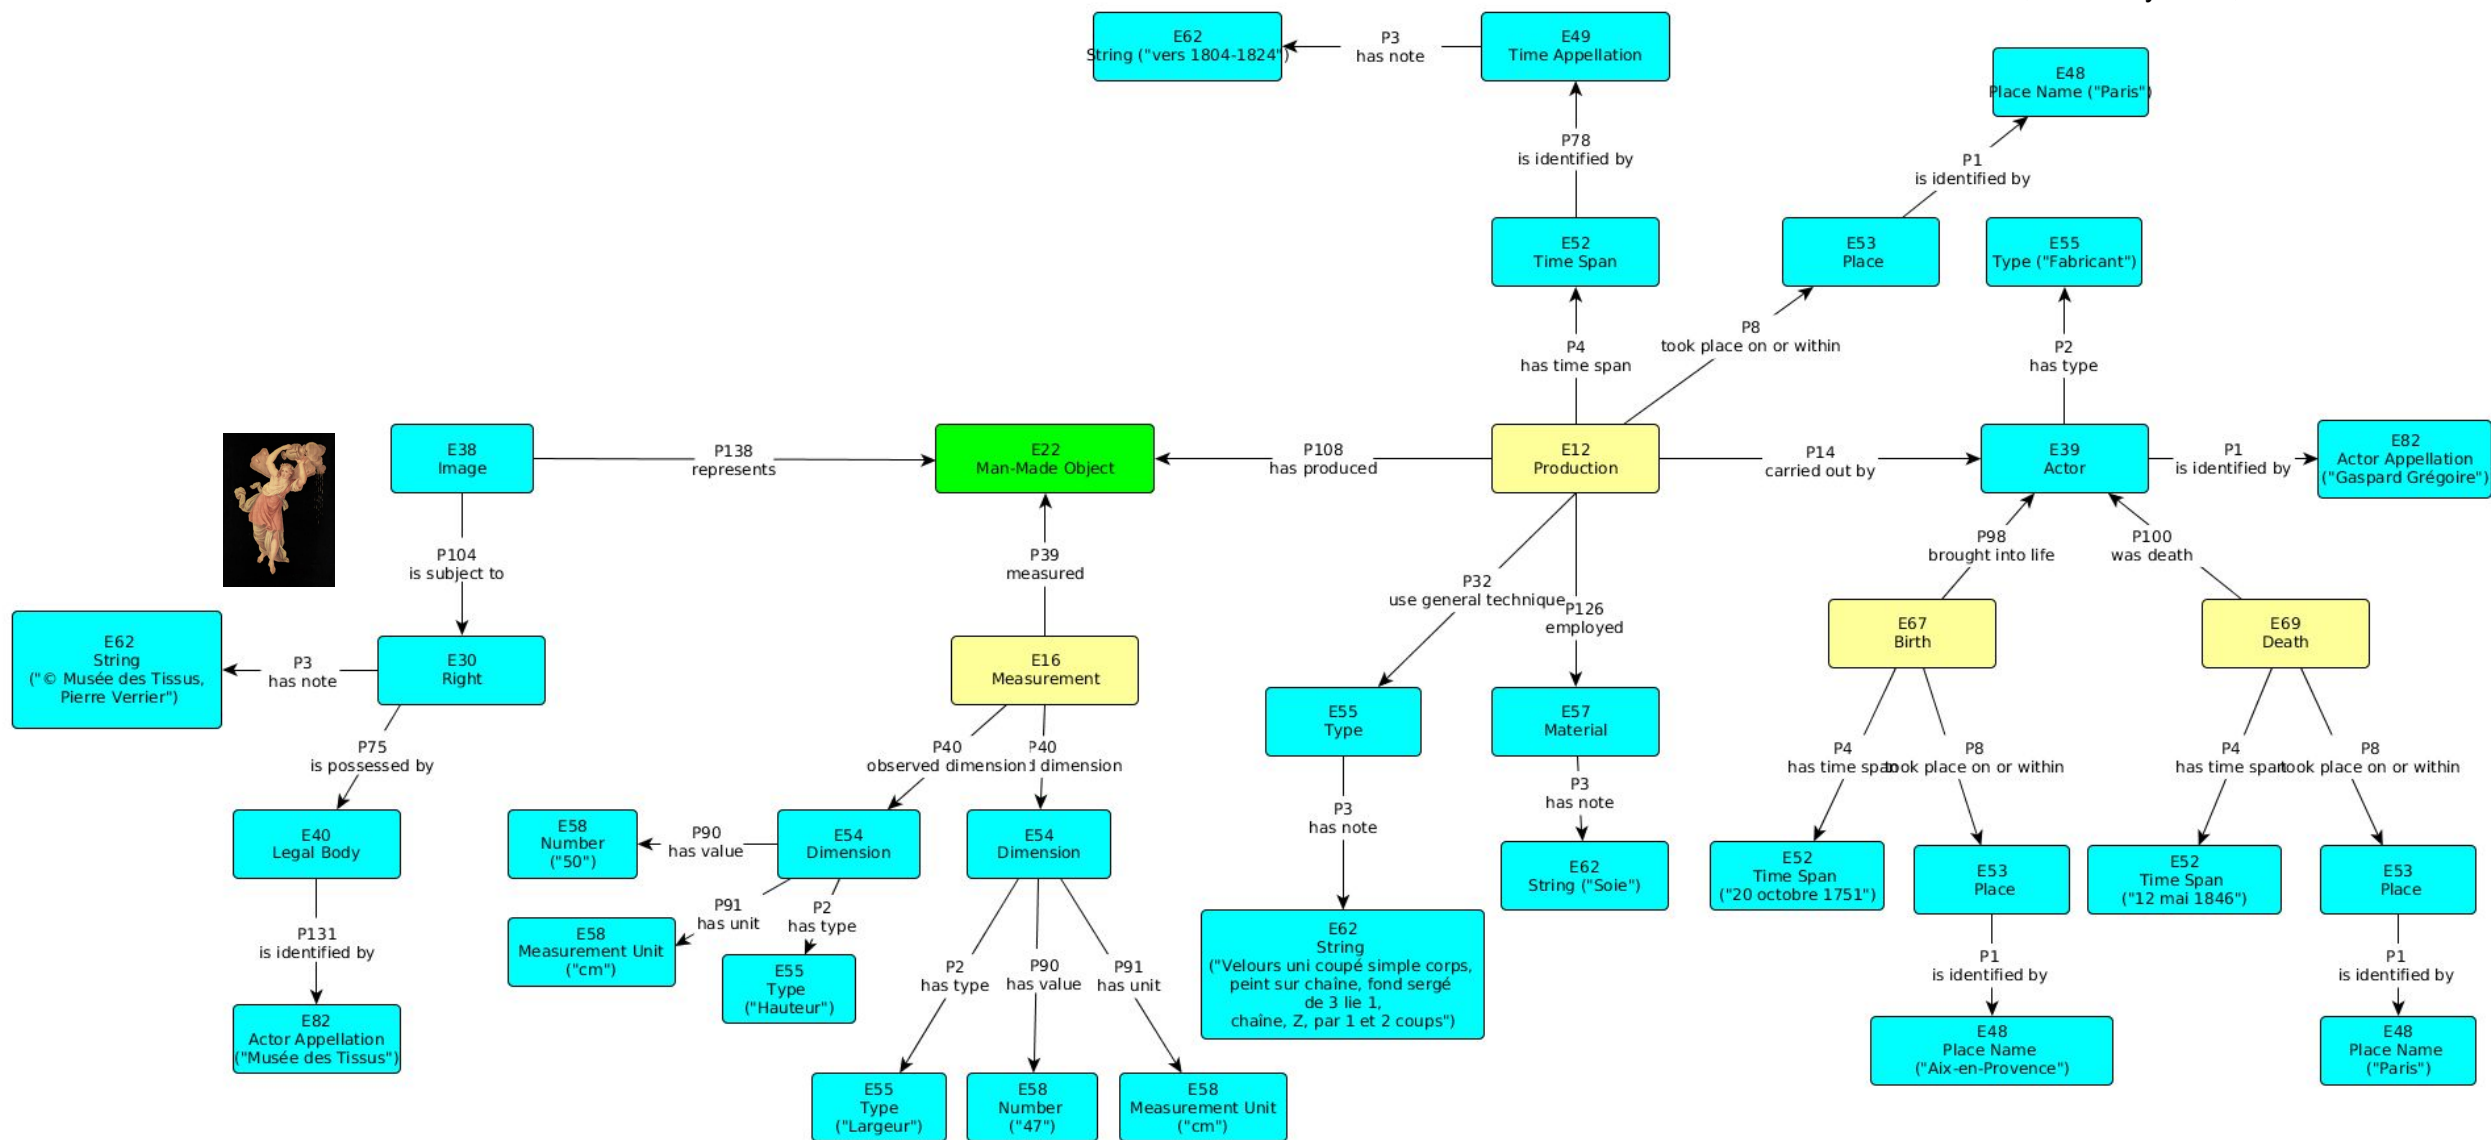 E62
String ("vers 1804-1824")
P3
has note
E49
Time Appellation
E48
Place Name ("Paris")
P78
is identified by
P1
is identified by
E52
Time Span
E53
Place
E55
Type ("Fabricant")
P4
has time span
P8
took place on or within
P2
has type
E38
Image
P138
represents
E22
Man-Made Object
P108
has produced
E12
Production
P14
carried out by
E39
Actor
P1
is identified by
E82
Actor Appellation
("Gaspard Grégoire")
P104
is subject to
P39
measured
P32
use general technique
P126
employed
P98
brought into life
P100
was death
E62
String
("© Musée des Tissus,
Pierre Verrier")
P3
has note
E30
Right
E16
Measurement
E67
Birth
E69
Death
E55
Type
E57
Material
P75
is possessed by
P40
observed dimension
P40
dimension
P3
has note
P3
has note
P4
has time span
P8
took place on or within
P4
has time span
P8
took place on or within
E40
Legal Body
E58
Number
("50")
P90
has value
E54
Dimension
E54
Dimension
E62
String ("Soie")
E52
Time Span
("20 octobre 1751")
E53
Place
E52
Time Span
("12 mai 1846")
E53
Place
P91
has unit
P2
has type
E58
Measurement Unit
("cm")
E55
Type
("Hauteur")
P131
is identified by
P2
has type
P90
has value
P91
has unit
E62
String
("Velours uni coupé simple corps,
peint sur chaîne, fond sergé
de 3 lie 1,
chaîne, Z, par 1 et 2 coups")
P1
is identified by
P1
is identified by
E82
Actor Appellation
("Musée des Tissus")
E55
Type
("Largeur")
E58
Number
("47")
E58
Measurement Unit
("cm")
E48
Place Name
("Aix-en-Provence")
E48
Place Name
("Paris")